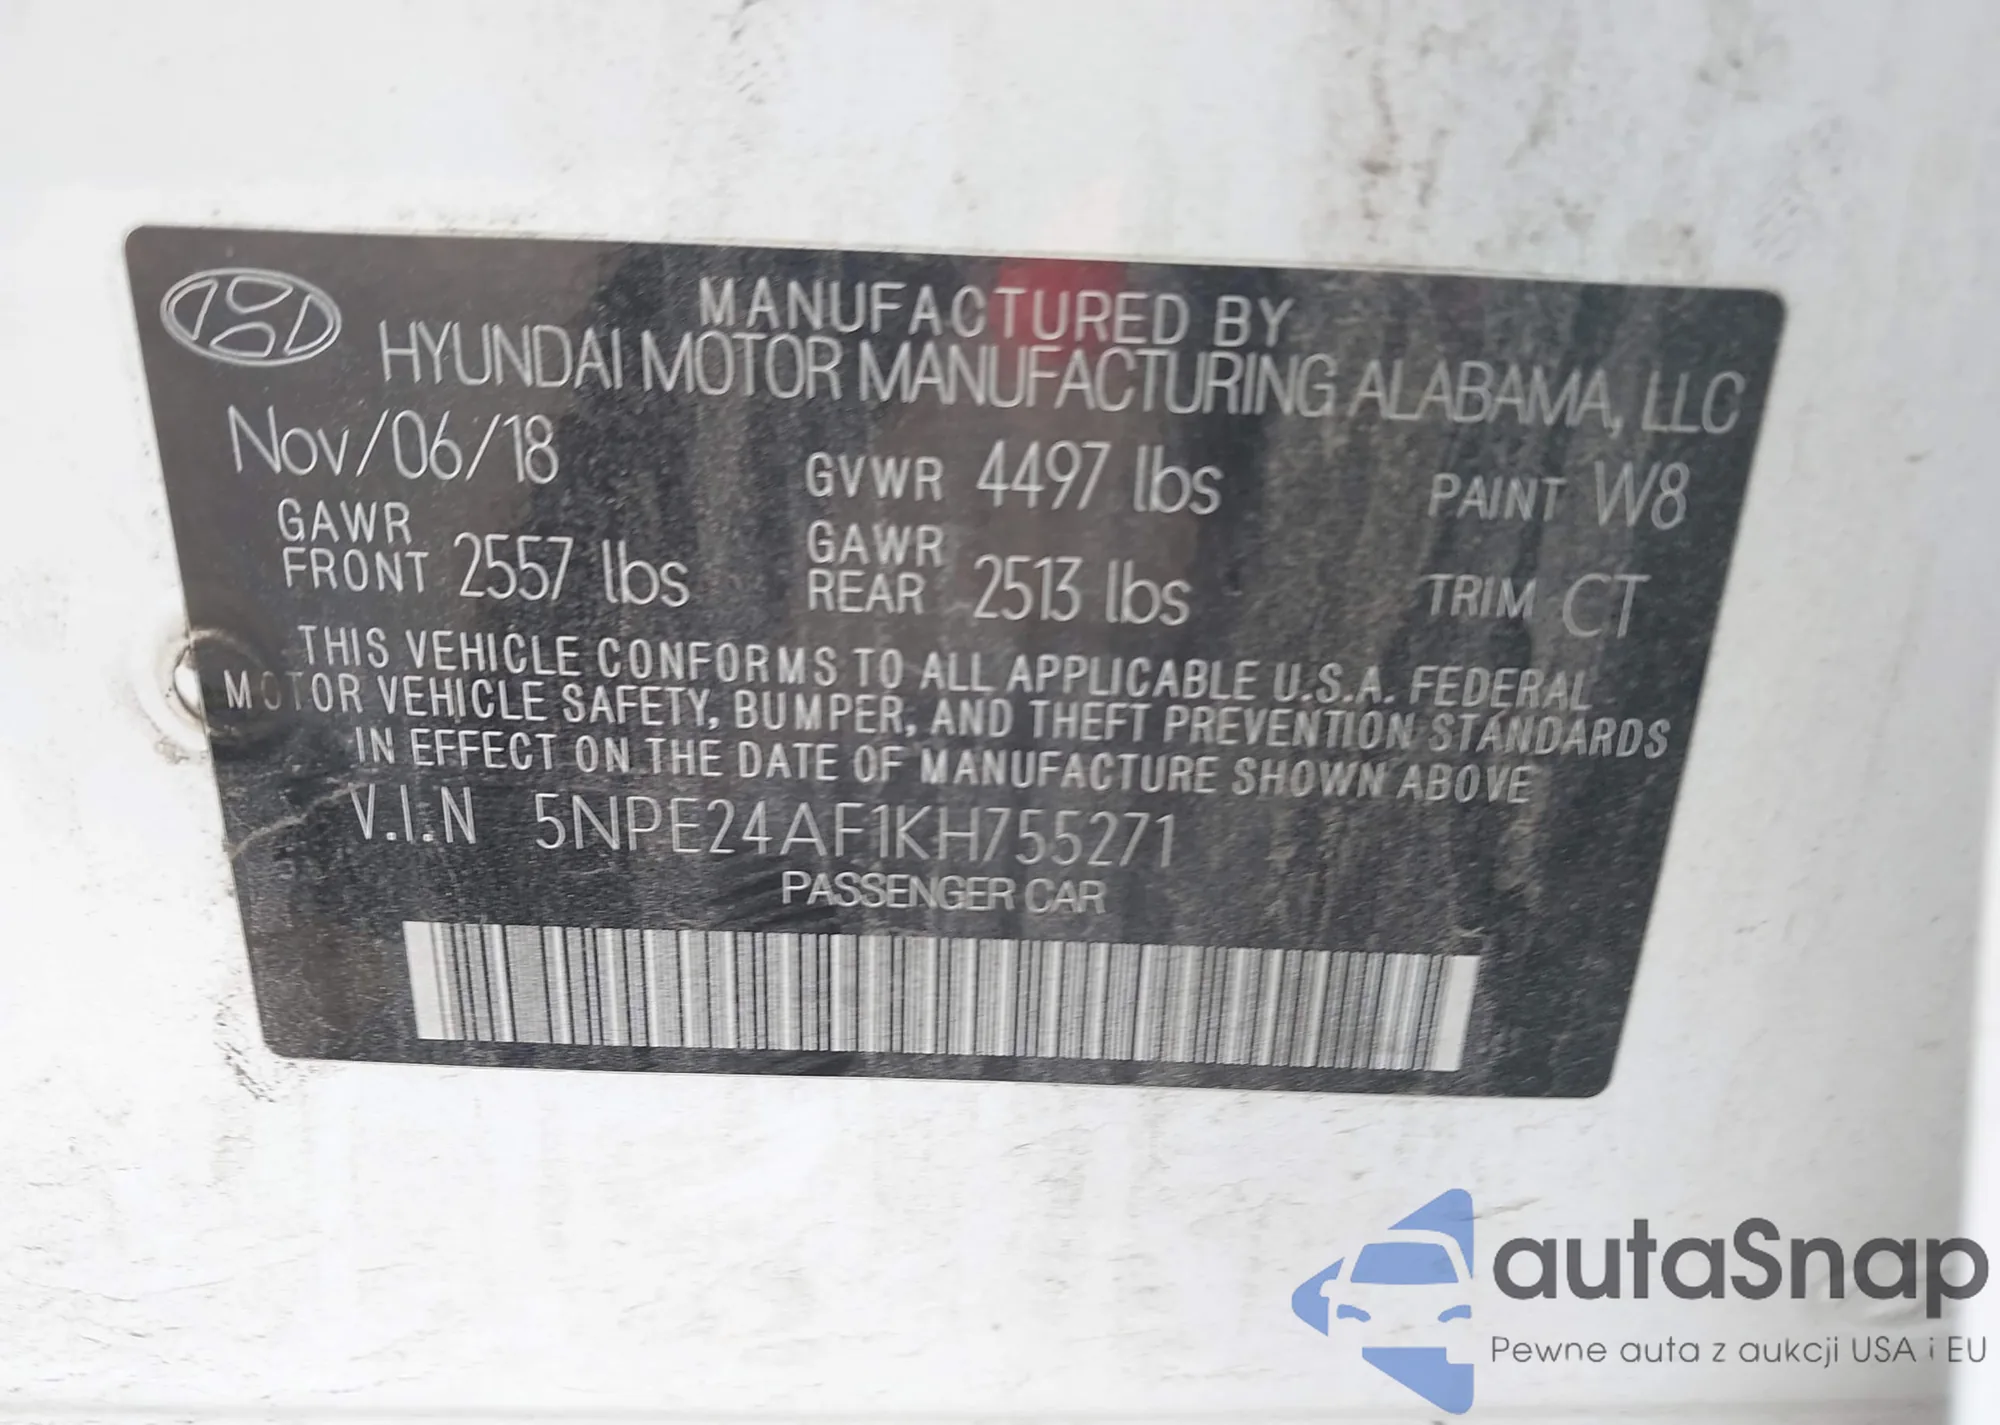 MANUFACTURED BY
HYUNDAI MOTOR MANUFACTURING ALABAMA, LLC
Nov/06/18 GVWR 4497 lbs PAINT W8
GAWR FRONT 2557 lbs GAWR REAR 2513 lbs TRIM CT
THIS VEHICLE CONFORMS TO ALL APPLICABLE U.S.A. FEDERAL
MOTOR VEHICLE SAFETY, BUMPER, AND THEFT PREVENTION STANDARDS
IN EFFECT ON THE DATE OF MANUFACTURE SHOWN ABOVE
V.I.N 5NPE24AF1KH755271
PASSENGER CAR
autaSnap
Pewne auta z aukcji USA i EU